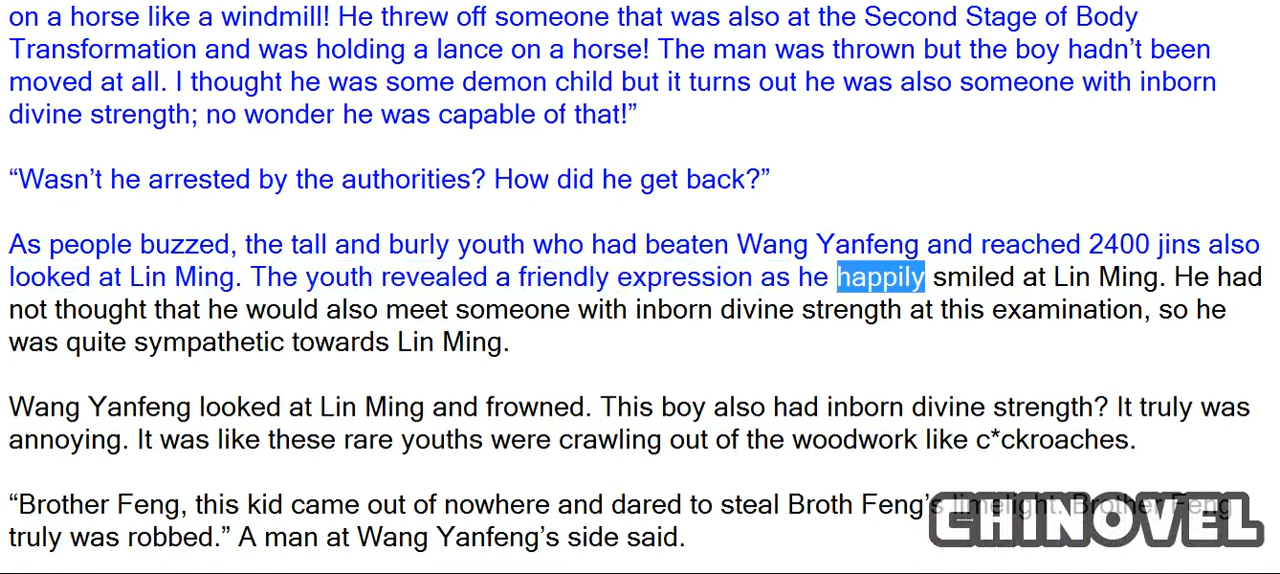 on a horse like a windmill! He threw off someone that was also at the Second Stage of Body
Transformation and was holding a lance on a horse! The man was thrown but the boy hadn’t been
moved at all. I thought he was some demon child but it turns out he was also someone with inborn
divine strength; no wonder he was capable of that!”
“Wasn’t he arrested by the authorities? How did he get back?”
As people buzzed, the tall and burly youth who had beaten Wang Yanfeng and reached 2400 jins also
looked at Lin Ming. The youth revealed a friendly expression as he happily smiled at Lin Ming. He had
not thought that he would also meet someone with inborn divine strength at this examination, so he
was quite sympathetic towards Lin Ming.
Wang Yanfeng looked at Lin Ming and frowned. This boy also had inborn divine strength? It truly was
annoying. It was like these rare youths were crawling out of the woodwork like c*ckroaches.
“Brother Feng, this kid came out of nowhere and dared to steal Broth Feng’s limelight. Brother Feng
truly was robbed.” A man at Wang Yanfeng’s side said.
CHINOVEL